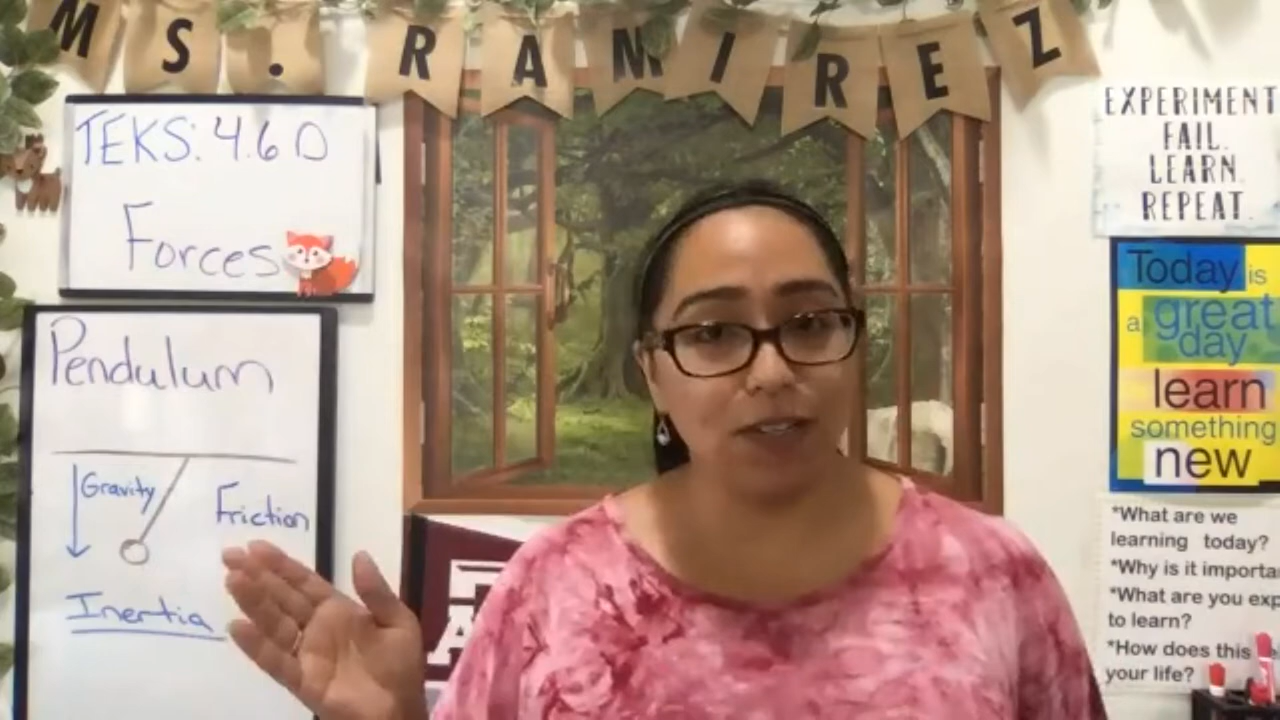 MS. RAMIREZ
TEKS: 4.6 D
Forces
Pendulum
Gravity
Friction
Inertia
EXPERIMENT
FAIL.
LEARN.
REPEAT.
Today is
a great
day
learn
something
new
*What are we
learning today?
*Why is it
*What are you
to learn?
*How does this
your life?